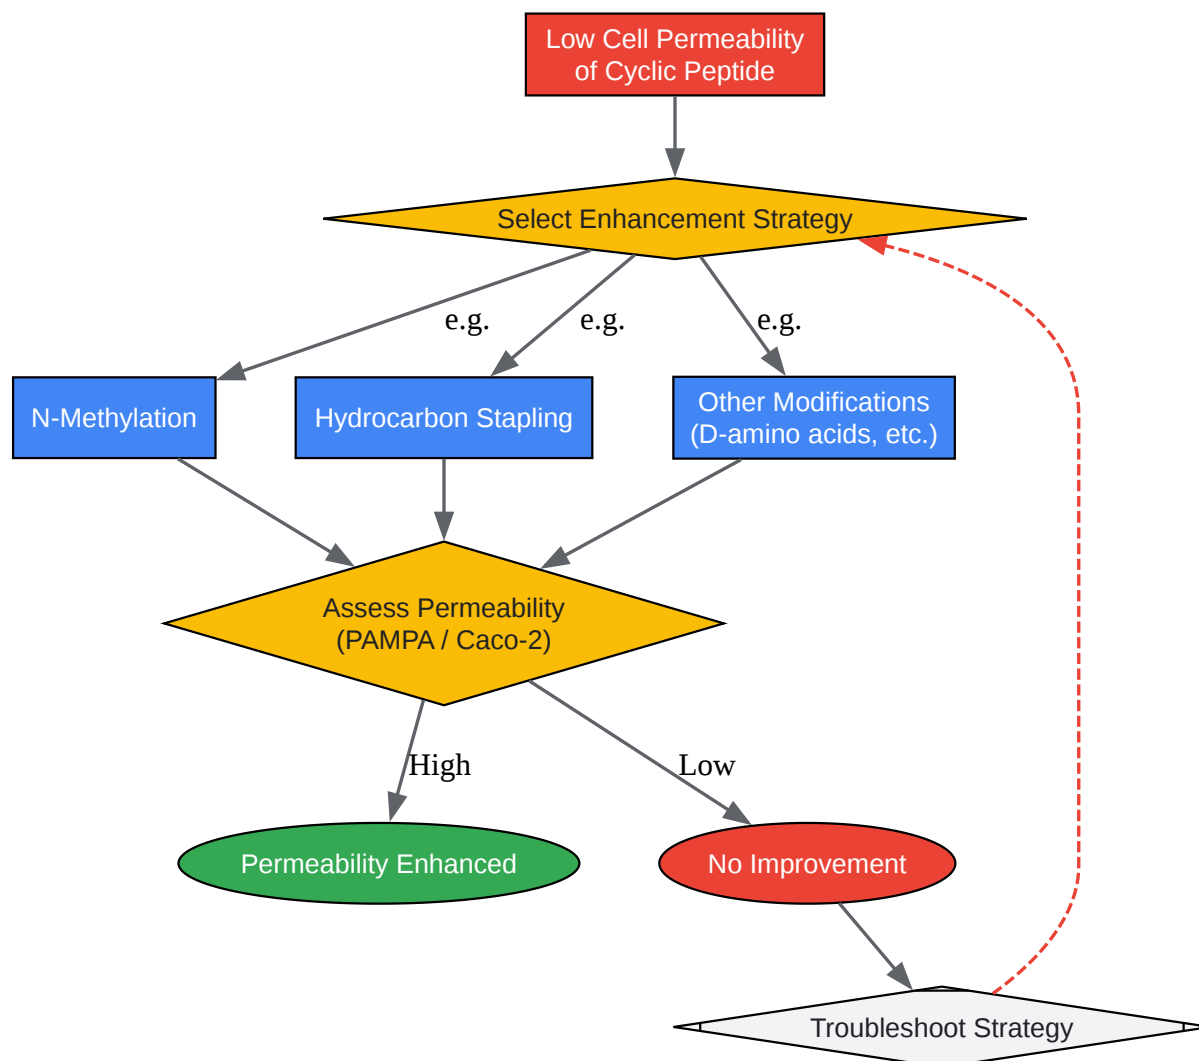 Low Cell Permeability
of Cyclic Peptide
Select Enhancement Strategy
e.g.
e.g.
e.g.
N-Methylation
Hydrocarbon Stapling
Other Modifications
(D-amino acids, etc.)
Assess Permeability
(PAMPA / Caco-2)
High
Low
Permeability Enhanced
No Improvement
Troubleshoot Strategy